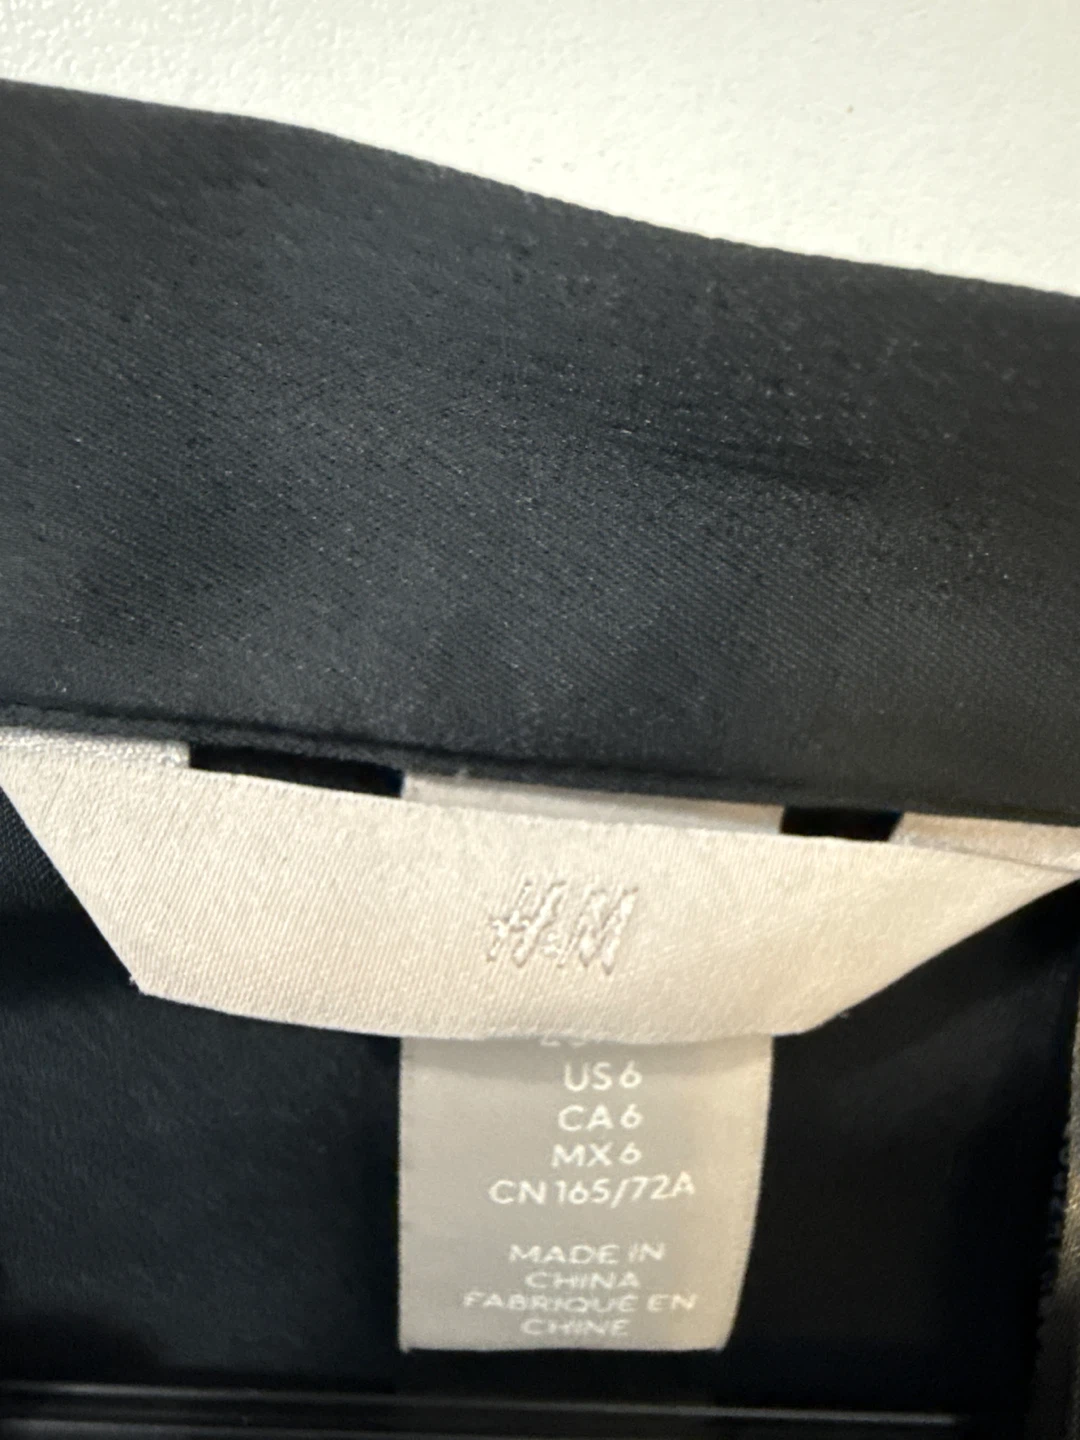 H&M
US 6
CA 6
MX 6
CN 165/72A
MADE IN
CHINA
FABRIQUÉ EN
CHINE